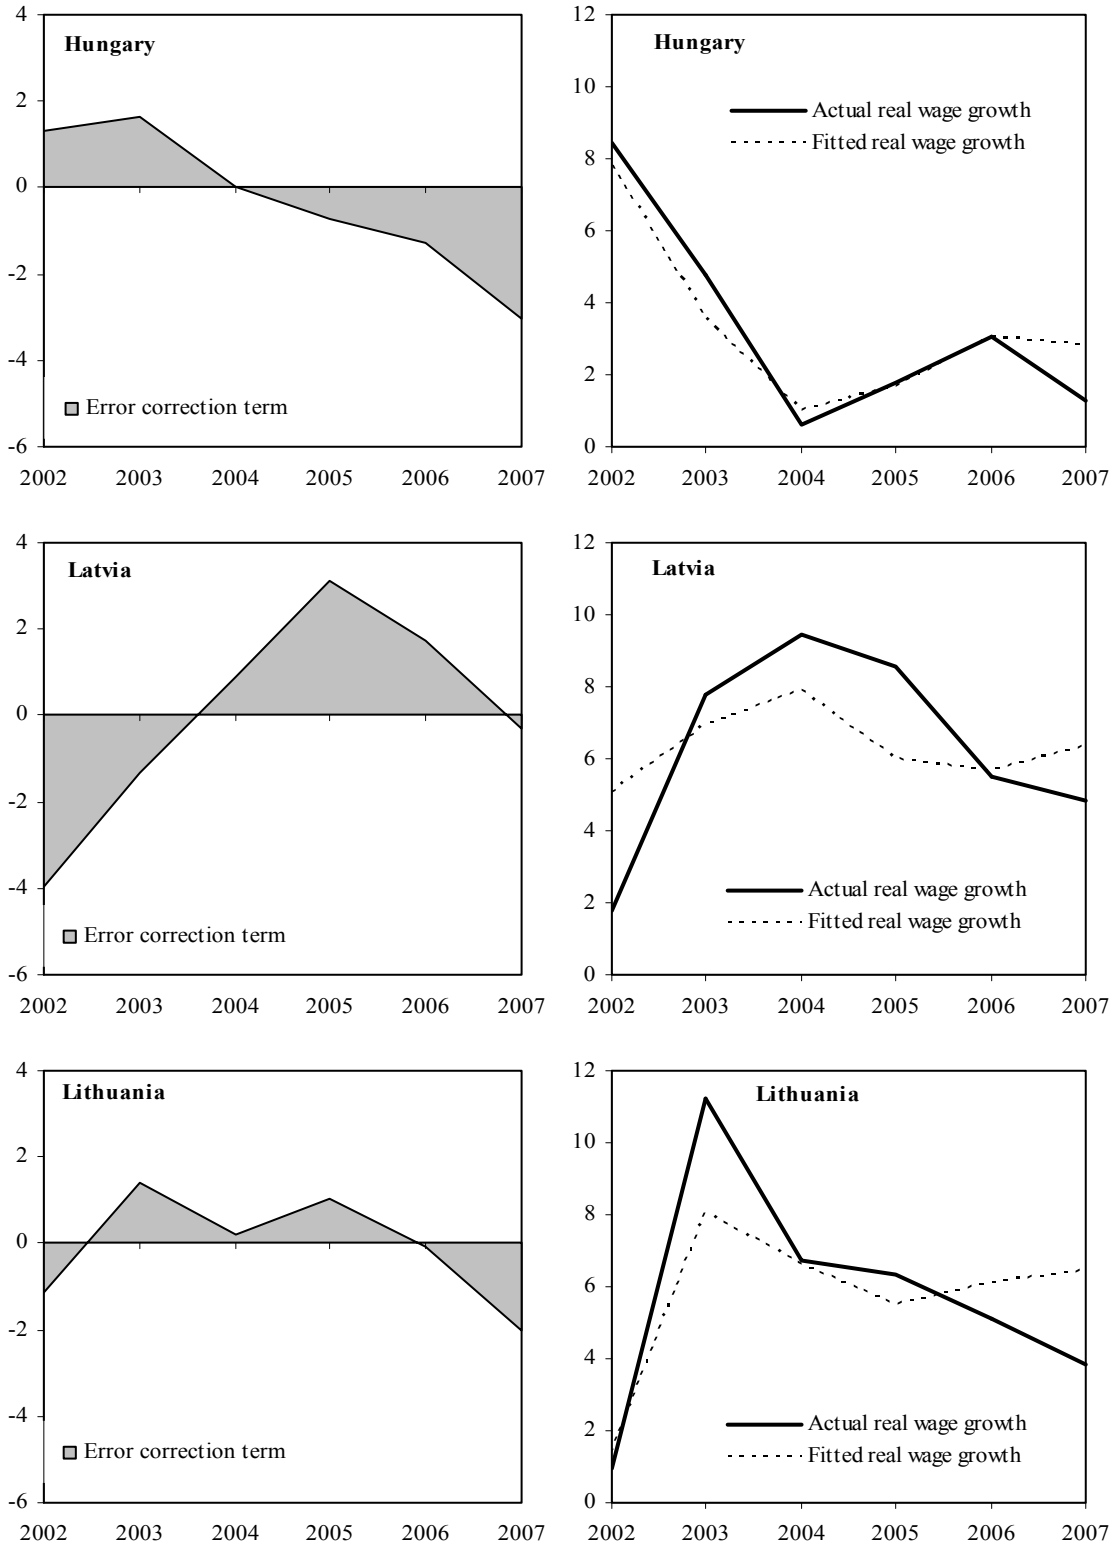 4
2
0
-2
-4
-6
Hungary
Error correction term
2002 2003 2004 2005 2006 2007
12
10
8
6
4
2
0
Hungary
Actual real wage growth
Fitted real wage growth
2002 2003 2004 2005 2006 2007
4
2
0
-2
-4
-6
Latvia
Error correction term
2002 2003 2004 2005 2006 2007
12
10
8
6
4
2
0
Latvia
Actual real wage growth
Fitted real wage growth
2002 2003 2004 2005 2006 2007
4
2
0
-2
-4
-6
Lithuania
Error correction term
2002 2003 2004 2005 2006 2007
12
10
8
6
4
2
0
Lithuania
Actual real wage growth
Fitted real wage growth
2002 2003 2004 2005 2006 2007